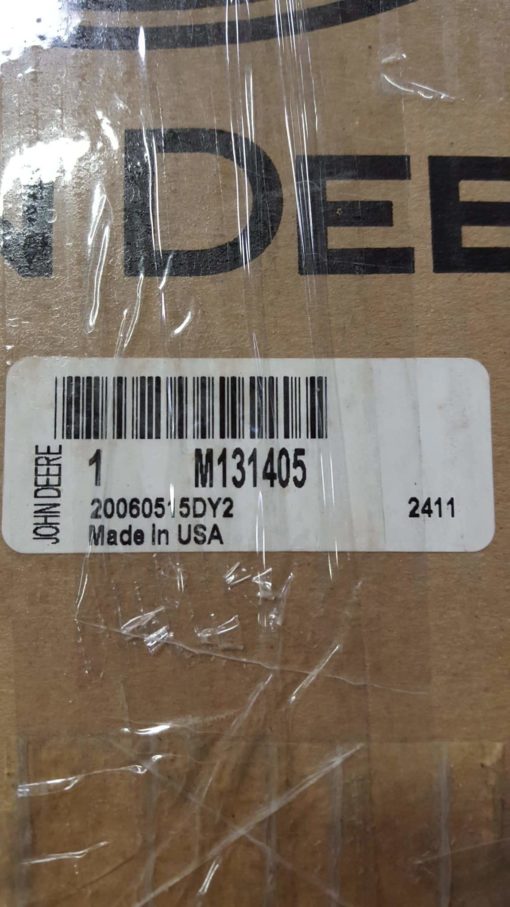 N DEE
JOHN DEERE
1 M131405
20060515DY2 2411
Made In USA